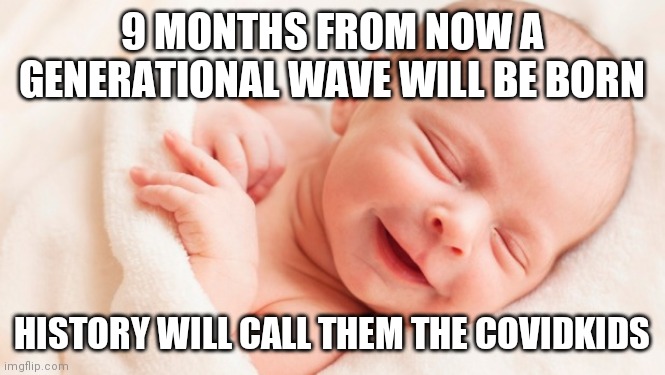 9 MONTHS FROM NOW A
GENERATIONAL WAVE WILL BE BORN
HISTORY WILL CALL THEM THE COVIDKIDS
imgflip.com